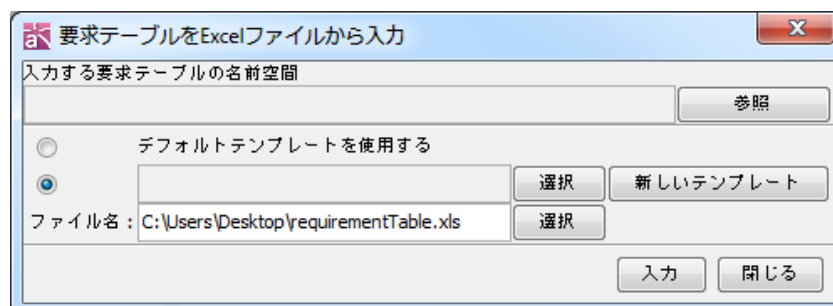 要求テーブルをExcelファイルから入力
入力する要求テーブルの名前空間
参照
デフォルトテンプレートを使用する
選択 新しいテンプレート
ファイル名: C:\Users\Desktop\requirementTable.xls 選択
入力 閉じる